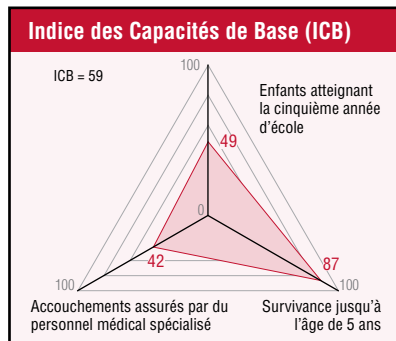 Indice des Capacités de Base (ICB)
100
ICB = 59
Enfants atteignant
la cinquième année
d'école
49
0
42
87
100
100
Accouchements assurés par du
personnel médical spécialisé
Survivance jusqu'à
l'âge de 5 ans